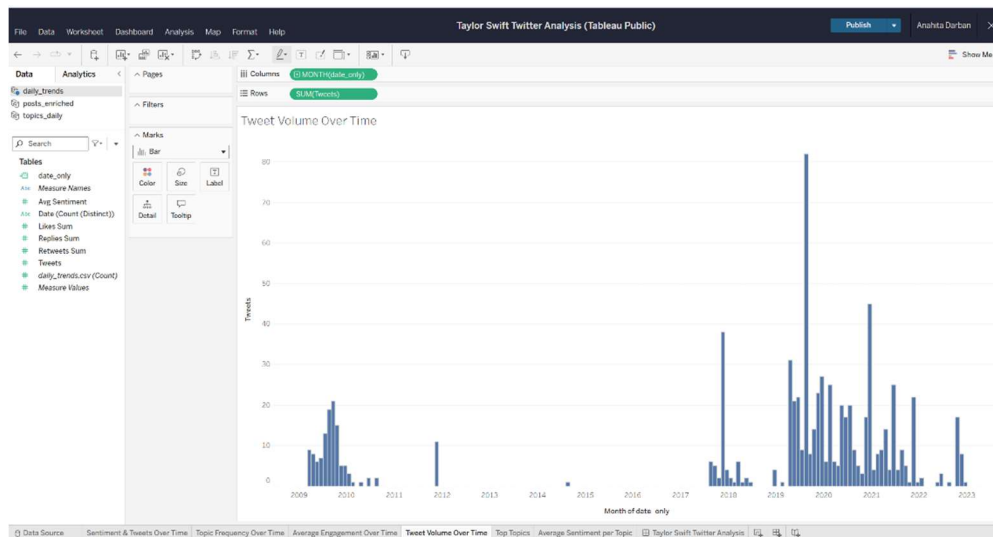 Taylor Swift Twitter Analysis (Tableau Public)
Publish
Anahita Darban
File Data Worksheet Dashboard Analysis Map Format Help
Show Me
Data Analytics
Pages
Columns
MONTH(date_only)
Rows
SUM(Tweets)
daily_trends
posts_enriched
topics_daily
Filters
Marks
Bar
Color Size Label
Detail Tooltip
Search
Tables
date_only
Abc Measure Names
Avg Sentiment
Abc Date (Count (Distinct))
Likes Sum
Replies Sum
Retweets Sum
Tweets
daily_trends.csv (Count)
Measure Values
Tweet Volume Over Time
80
70
60
50
40
30
20
10
0
Tweets
2009 2010 2011 2012 2013 2014 2015 2016 2017 2018 2019 2020 2021 2022 2023
Month of date_only
Data Source Sentiment & Tweets Over Time Topic Frequency Over Time Average Engagement Over Time Tweet Volume Over Time Top Topics Average Sentiment per Topic Taylor Swift Twitter Analysis